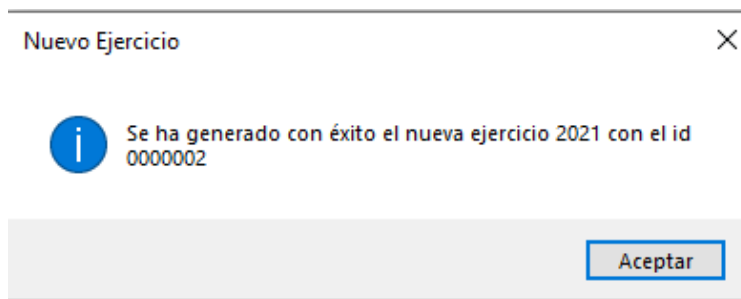 Nuevo Ejercicio
Se ha generado con éxito el nueva ejercicio 2021 con el id
0000002
Aceptar